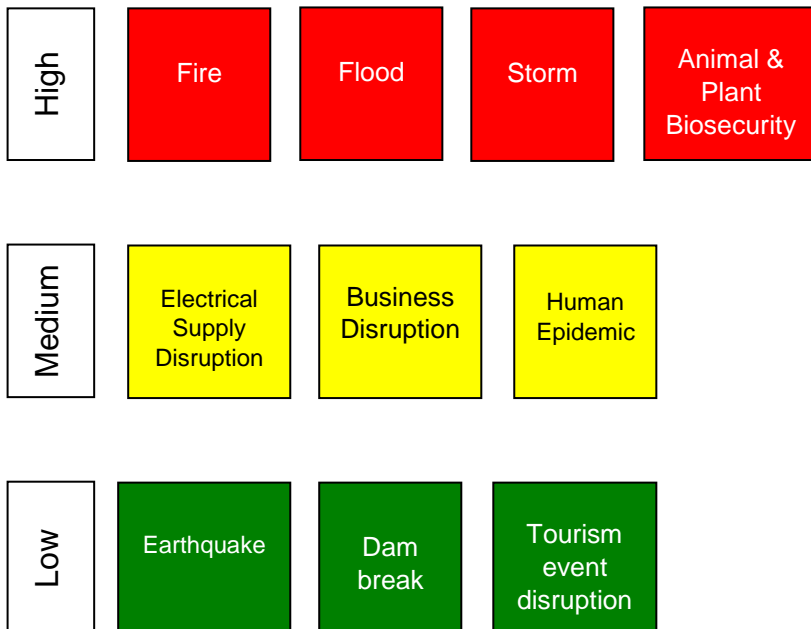 High
Fire
Flood
Storm
Animal &
Plant
Biosecurity
Medium
Electrical
Supply
Disruption
Business
Disruption
Human
Epidemic
Low
Earthquake
Dam
break
Tourism
event
disruption